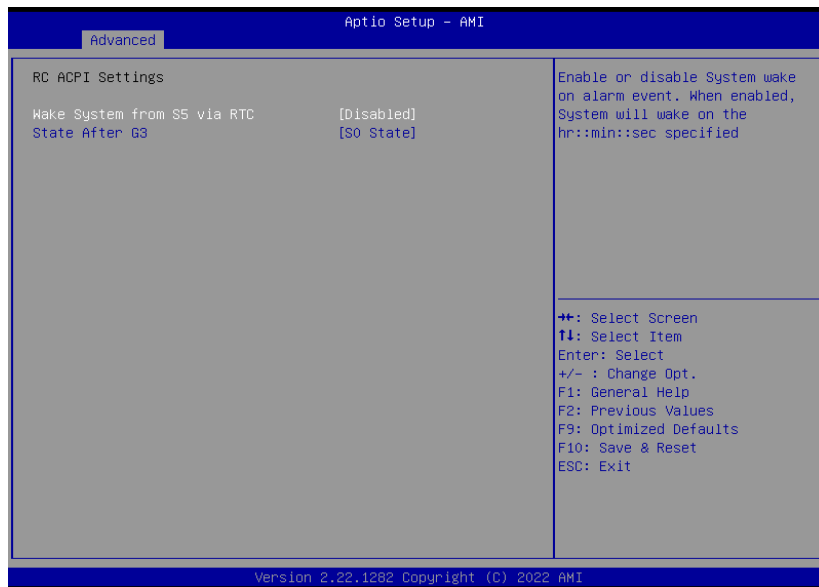 Aptio Setup – AMI
Advanced
RC ACPI Settings
Wake System from S5 via RTC [Disabled]
State After G3 [S0 State]
Enable or disable System wake
on alarm event. When enabled,
System will wake on the
hr::min::sec specified
→←: Select Screen
↑↓: Select Item
Enter: Select
+/- : Change Opt.
F1: General Help
F2: Previous Values
F9: Optimized Defaults
F10: Save & Reset
ESC: Exit
Version 2.22.1282 Copyright (C) 2022 AMI